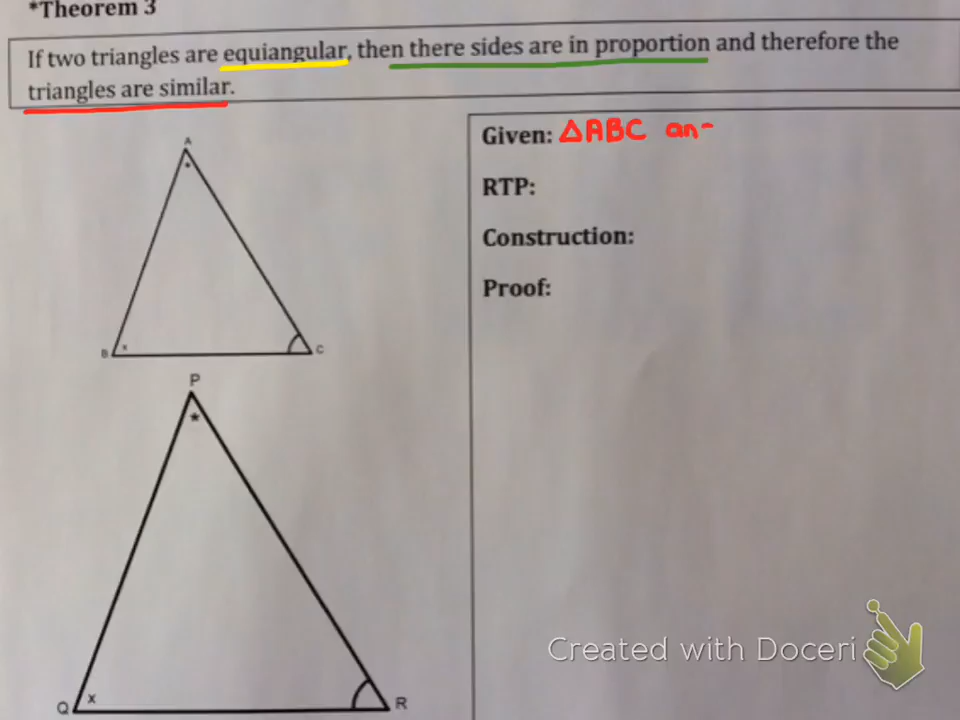 *Theorem 3
If two triangles are equiangular, then there sides are in proportion and therefore the
triangles are similar.
Given: ΔABC an
RTP:
Construction:
Proof:
A
B x
C
P
*
Q x
R
Created with Doceri